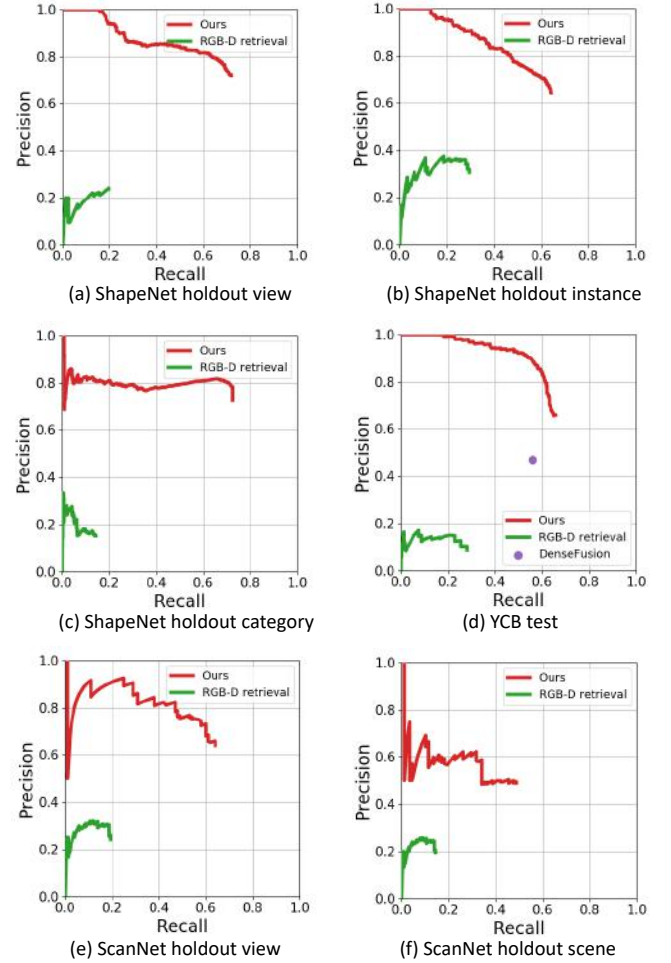 1.0
0.8
0.6
0.4
0.2
0.0
Precision
Ours
RGB-D retrieval
0.0 0.2 0.4 0.6 0.8 1.0
Recall
(a) ShapeNet holdout view
1.0
0.8
0.6
0.4
0.2
0.0
Precision
Ours
RGB-D retrieval
0.0 0.2 0.4 0.6 0.8 1.0
Recall
(b) ShapeNet holdout instance
1.0
0.8
0.6
0.4
0.2
0.0
Precision
Ours
RGB-D retrieval
0.0 0.2 0.4 0.6 0.8 1.0
Recall
(c) ShapeNet holdout category
1.0
0.8
0.6
0.4
0.2
0.0
Precision
Ours
RGB-D retrieval
DenseFusion
0.0 0.2 0.4 0.6 0.8 1.0
Recall
(d) YCB test
1.0
0.8
0.6
0.4
0.2
0.0
Precision
Ours
RGB-D retrieval
0.0 0.2 0.4 0.6 0.8 1.0
Recall
(e) ScanNet holdout view
1.0
0.8
0.6
0.4
0.2
0.0
Precision
Ours
RGB-D retrieval
0.0 0.2 0.4 0.6 0.8 1.0
Recall
(f) ScanNet holdout scene